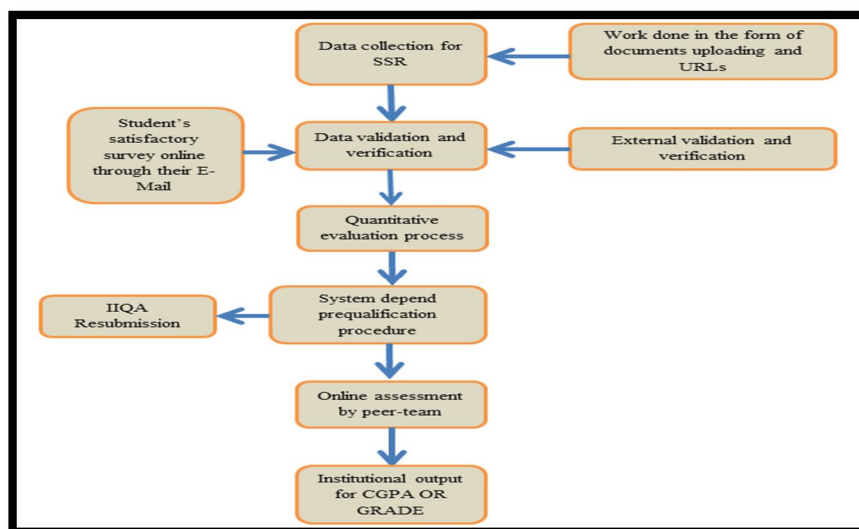 Data collection for
SSR
Work done in the form of
documents uploading and
URLs
Student's
satisfactory
survey online
through their E-
Mail
Data validation and
verification
External validation and
verification
Quantitative
evaluation process
IIQA
Resubmission
System depend
prequalification
procedure
Online assessment
by peer-team
Institutional output
for CGPA OR
GRADE